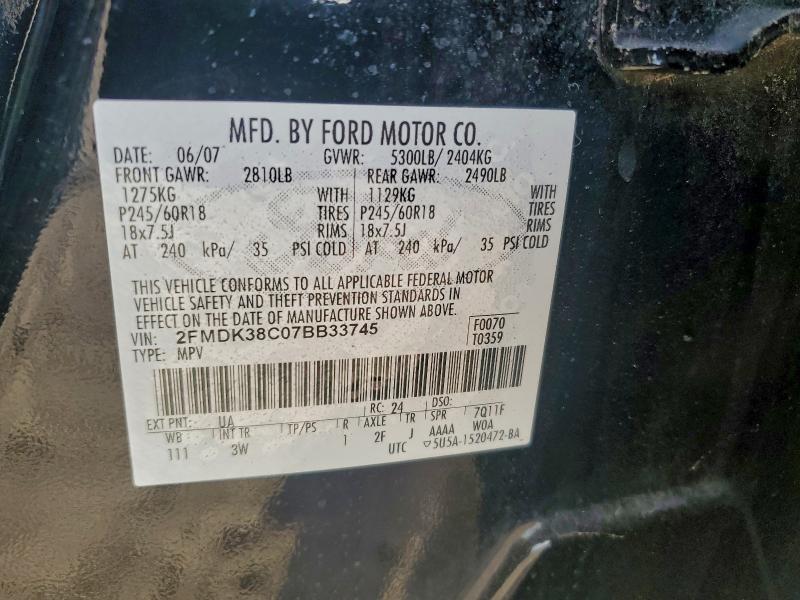 MFD. BY FORD MOTOR CO.
DATE: 06/07 GVWR: 5300LB/ 2404KG
FRONT GAWR: 2810LB REAR GAWR: 2490LB
1275KG WITH 1129KG WITH
P245/60R18 TIRES P245/60R18 TIRES
18x7.5J RIMS 18x7.5J RIMS
AT 240 kPa/ 35 PSI COLD AT 240 kPa/ 35 PSI COLD
THIS VEHICLE CONFORMS TO ALL APPLICABLE FEDERAL MOTOR
VEHICLE SAFETY AND THEFT PREVENTION STANDARDS IN
EFFECT ON THE DATE OF MANUFACTURE SHOWN ABOVE.
VIN: 2FMDK38C07BB33745 F0070
TYPE: MPV T0359
RC: 24 DSO:
EXT PNT: UA 7Q11F
WB INT TR TP/PS R AXLE TR SPR WOA
111 3W 1 2F J AAAA
UTC ▽5U5A-1520472-BA